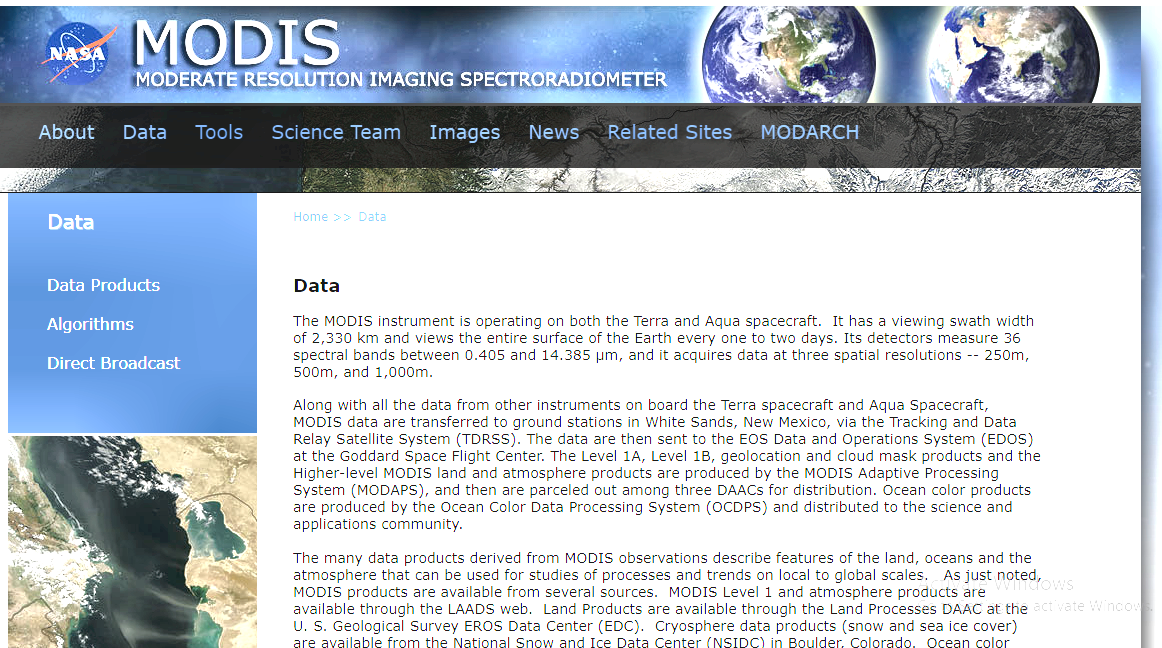 NASA
MODIS
MODERATE RESOLUTION IMAGING SPECTRORADIOMETER
About Data Tools Science Team Images News Related Sites MODARCH
Data
Data Products
Algorithms
Direct Broadcast
Home >> Data
Data
The MODIS instrument is operating on both the Terra and Aqua spacecraft.  It has a viewing swath width
of 2,330 km and views the entire surface of the Earth every one to two days. Its detectors measure 36
spectral bands between 0.405 and 14.385 µm, and it acquires data at three spatial resolutions -- 250m,
500m, and 1,000m.
Along with all the data from other instruments on board the Terra spacecraft and Aqua Spacecraft,
MODIS data are transferred to ground stations in White Sands, New Mexico, via the Tracking and Data
Relay Satellite System (TDRSS). The data are then sent to the EOS Data and Operations System (EDOS)
at the Goddard Space Flight Center. The Level 1A, Level 1B, geolocation and cloud mask products and the
Higher-level MODIS land and atmosphere products are produced by the MODIS Adaptive Processing
System (MODAPS), and then are parceled out among three DAACs for distribution. Ocean color products
are produced by the Ocean Color Data Processing System (OCDPS) and distributed to the science and
applications community.
The many data products derived from MODIS observations describe features of the land, oceans and the
atmosphere that can be used for studies of processes and trends on local to global scales.   As just noted,
MODIS products are available from several sources.  MODIS Level 1 and atmosphere products are
available through the LAADS web.  Land Products are available through the Land Processes DAAC at the
U. S. Geological Survey EROS Data Center (EDC).  Cryosphere data products (snow and sea ice cover)
are available from the National Snow and Ice Data Center (NSIDC) in Boulder, Colorado.  Ocean color
Windows
activate Windows.